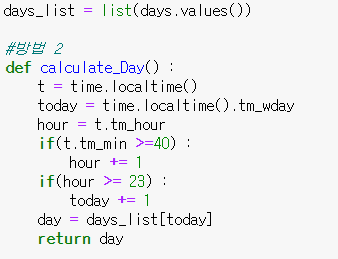 days_list = list(days.values())

#방법 2
def calculate_Day() :
    t = time.localtime()
    today = time.localtime().tm_wday
    hour = t.tm_hour
    if(t.tm_min >=40) :
        hour += 1
    if(hour >= 23) :
        today += 1
    day = days_list[today]
    return day